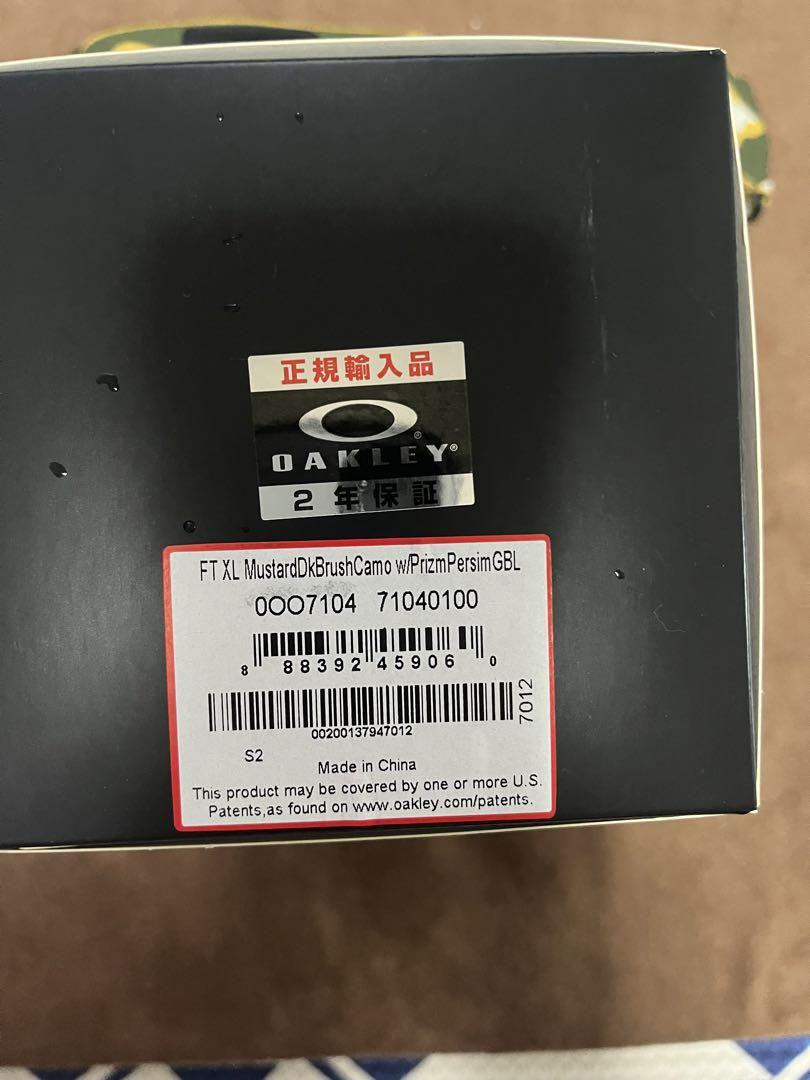 正規輸入品
OAKLEY®
2年保証
FT XL MustardDkBrushCamo w/PrizmPersimGBL
0OO7104 71040100
8 88392 45906 0
00200137947012
7012
S2
Made in China
This product may be covered by one or more U.S.
Patents,as found on www.oakley.com/patents.